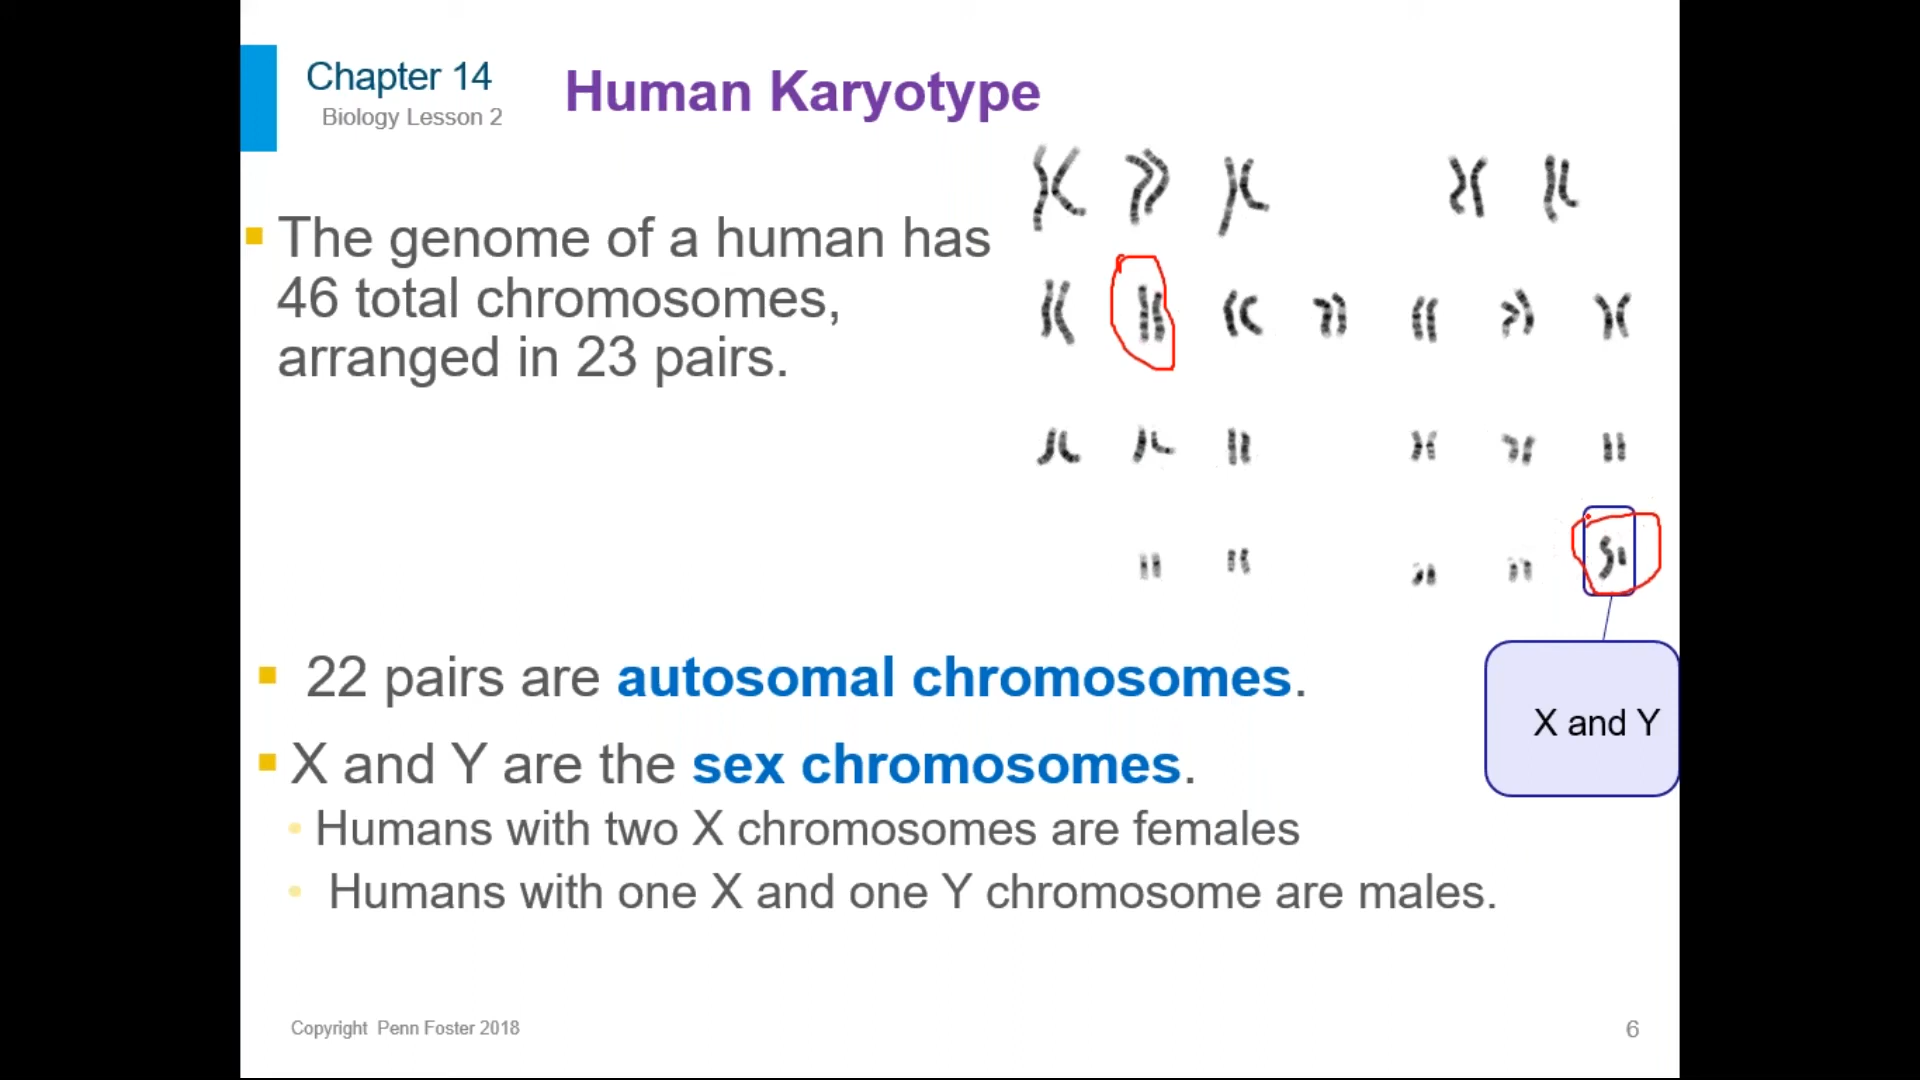 Chapter 14
Biology Lesson 2
Human Karyotype
The genome of a human has
46 total chromosomes,
arranged in 23 pairs.
22 pairs are autosomal chromosomes.
X and Y
X and Y are the sex chromosomes.
Humans with two X chromosomes are females
Humans with one X and one Y chromosome are males.
Copyright Penn Foster 2018
6